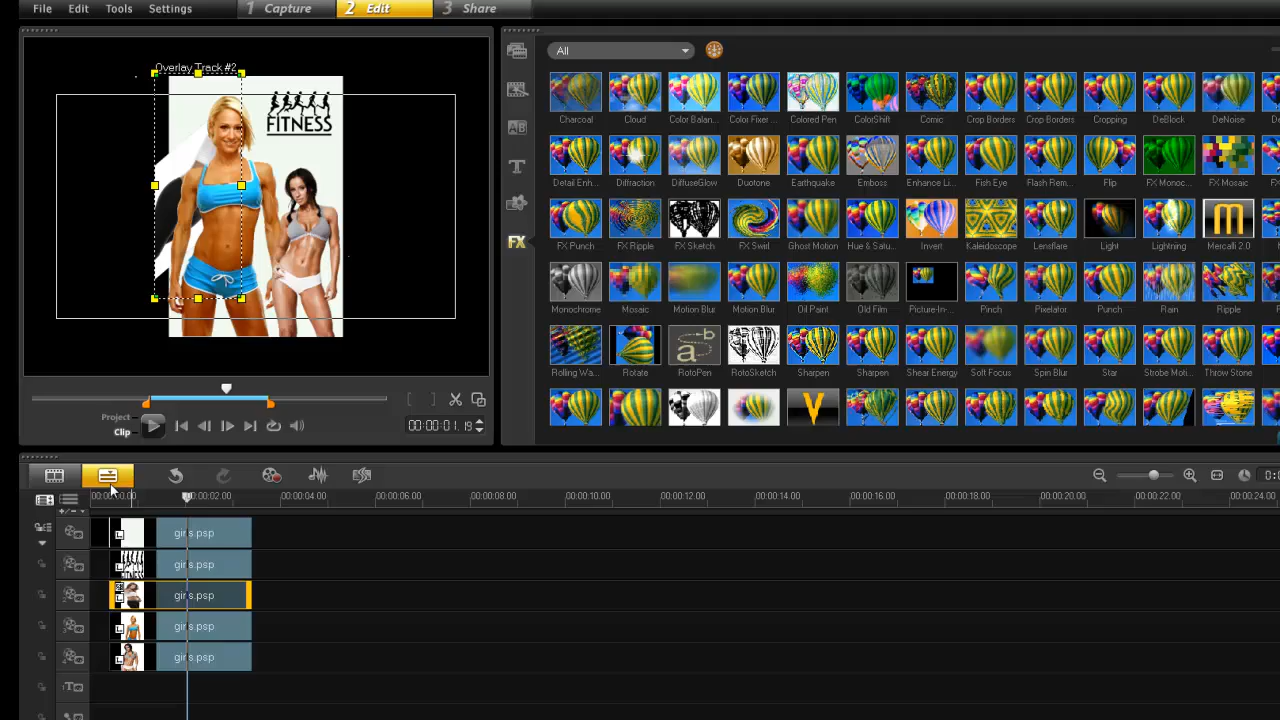 File Edit Tools Settings 1 Capture 2 Edit 3 Share
Overlay Track #2
FITNESS
All
Charcoal Cloud Color Balan... Color Fixer ... Colored Pen ColorShift Comic Crop Borders Crop Borders Cropping DeBlock DeNoise
Detail Enh... Diffraction DiffuseGlow Duotone Earthquake Emboss Enhance Li... Fish Eye Flash Rem... Flip FX Monoc... FX Mosaic
FX Punch FX Ripple FX Sketch FX Swirl Ghost Motion Hue & Satu... Invert Kaleidoscope Lensflare Light Lightning Mercalli 2.0
Monochrome Mosaic Motion Blur Motion Blur Oil Paint Old Film Picture-In-... Pinch Pixelator Punch Rain Ripple
Rolling Wa... Rotate RotoPen RotoSketch Sharpen Sharpen Shear Energy Soft Focus Spin Blur Star Strobe Moti... Throw Stone
AB
T
FX
Project
Clip
00:00:01.19
00:00:02.00 00:00:04.00 00:00:06.00 00:00:08.00 00:00:10.00 00:00:12.00 00:00:14.00 00:00:16.00 00:00:18.00 00:00:20.00 00:00:22.00 00:00:24.00
girls.psp
girls.psp
girls.psp
girls.psp
girls.psp